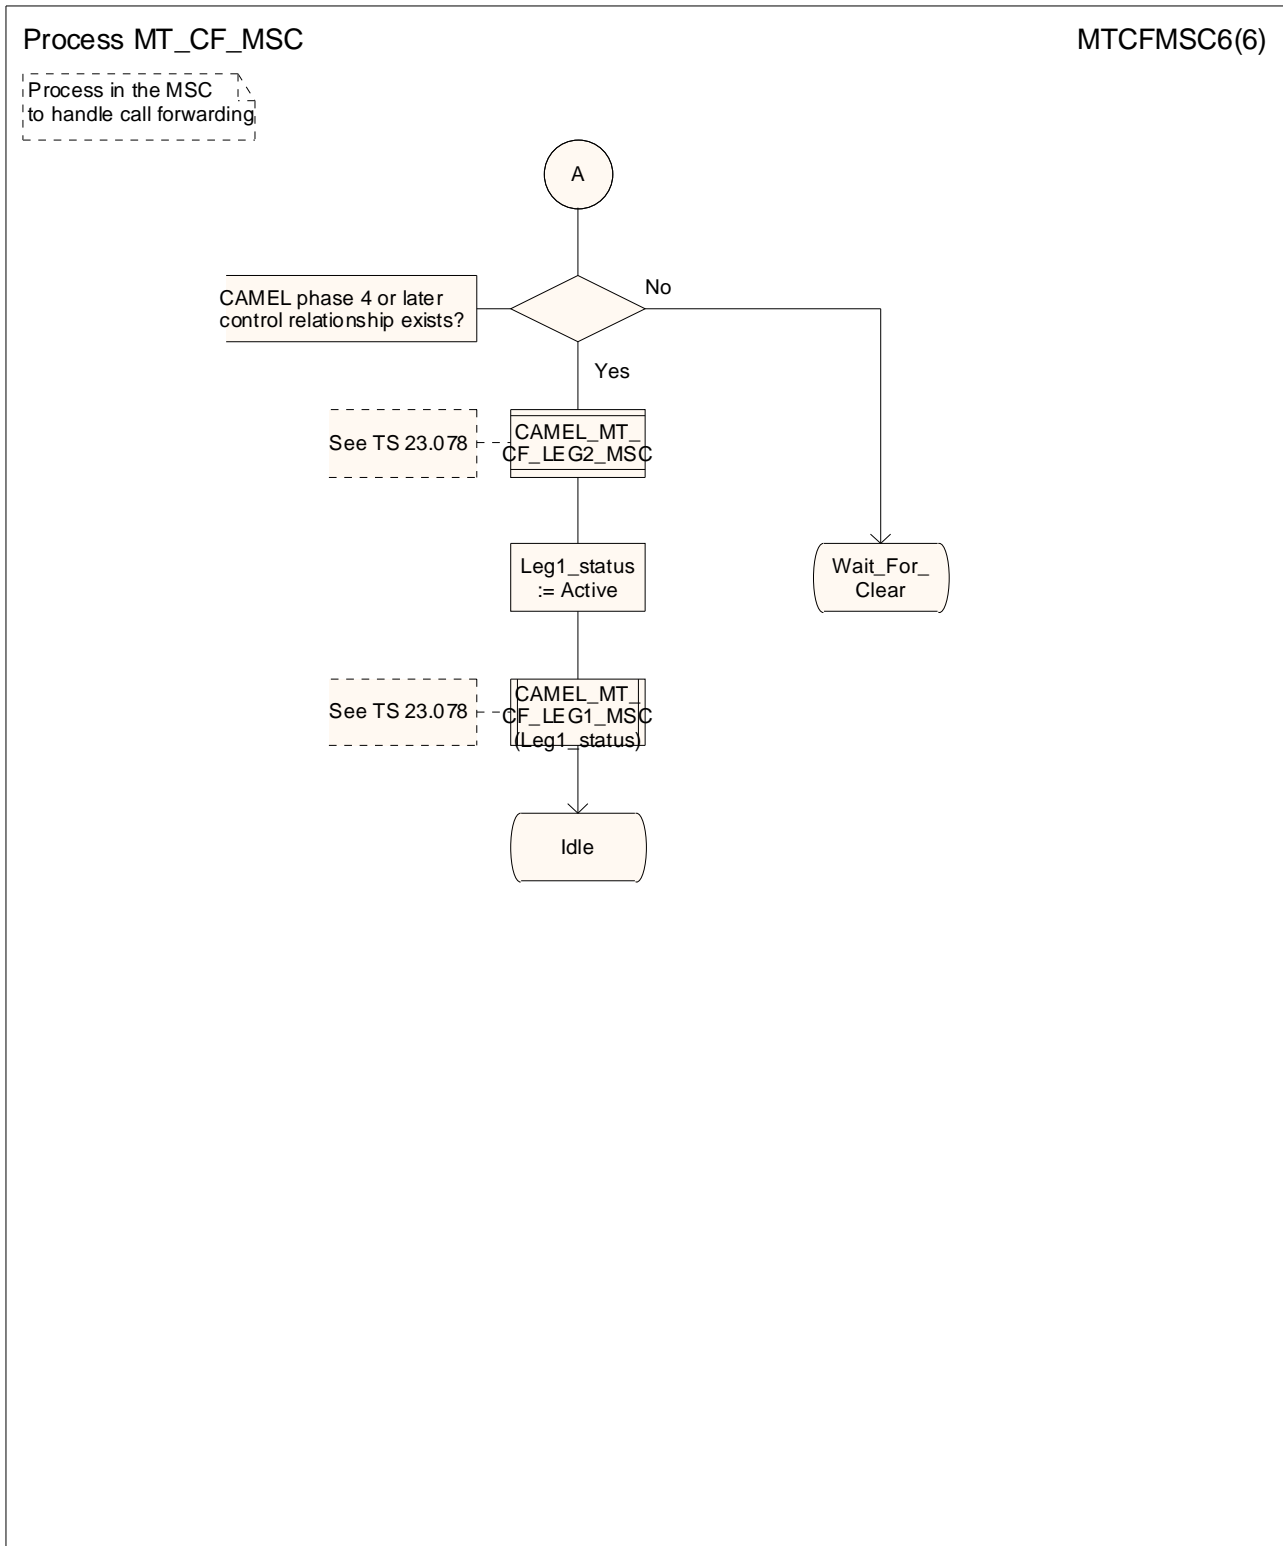 Process MT_CF_MSC
MTCFMSC6(6)
Process in the MSC
to handle call forwarding
A
CAMEL phase 4 or later
control relationship exists?
No
Yes
See TS 23.078
CAMEL_MT_
CF_LEG2_MSC
Leg1_status
:= Active
Wait_For_
Clear
See TS 23.078
CAMEL_MT_
CF_LEG1_MSC
(Leg1_status)
Idle